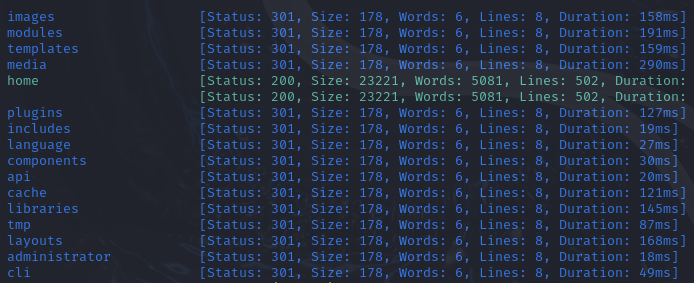 images [Status: 301, Size: 178, Words: 6, Lines: 8, Duration: 158ms]
modules [Status: 301, Size: 178, Words: 6, Lines: 8, Duration: 191ms]
templates [Status: 301, Size: 178, Words: 6, Lines: 8, Duration: 159ms]
media [Status: 301, Size: 178, Words: 6, Lines: 8, Duration: 290ms]
home [Status: 200, Size: 23221, Words: 5081, Lines: 502, Duration:
[Status: 200, Size: 23221, Words: 5081, Lines: 502, Duration:
plugins [Status: 301, Size: 178, Words: 6, Lines: 8, Duration: 127ms]
includes [Status: 301, Size: 178, Words: 6, Lines: 8, Duration: 19ms]
language [Status: 301, Size: 178, Words: 6, Lines: 8, Duration: 27ms]
components [Status: 301, Size: 178, Words: 6, Lines: 8, Duration: 30ms]
api [Status: 301, Size: 178, Words: 6, Lines: 8, Duration: 20ms]
cache [Status: 301, Size: 178, Words: 6, Lines: 8, Duration: 121ms]
libraries [Status: 301, Size: 178, Words: 6, Lines: 8, Duration: 145ms]
tmp [Status: 301, Size: 178, Words: 6, Lines: 8, Duration: 87ms]
layouts [Status: 301, Size: 178, Words: 6, Lines: 8, Duration: 168ms]
administrator [Status: 301, Size: 178, Words: 6, Lines: 8, Duration: 18ms]
cli [Status: 301, Size: 178, Words: 6, Lines: 8, Duration: 49ms]